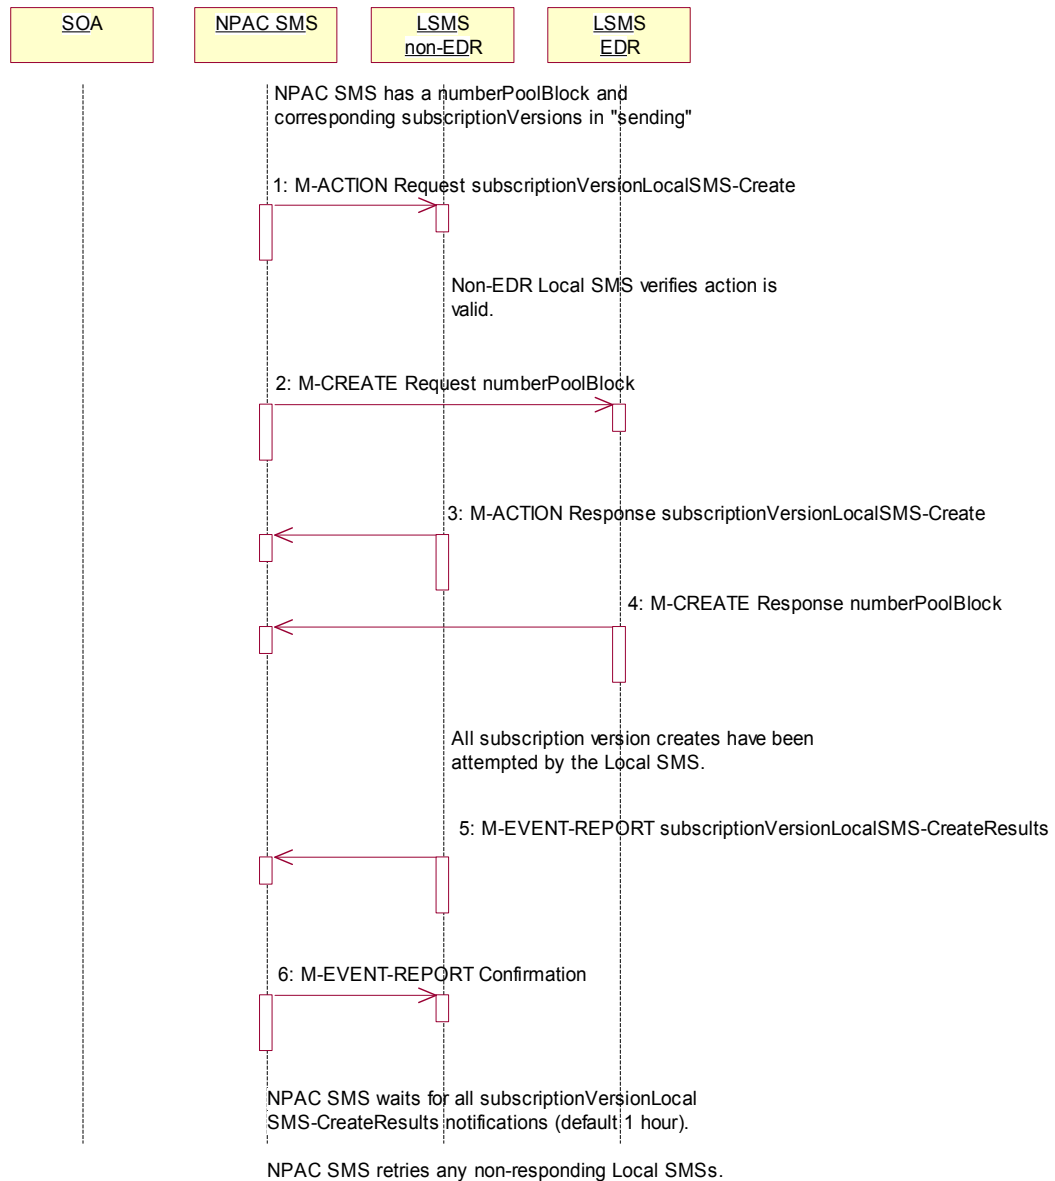 SOA
NPAC SMS
LSMS
non-EDR
LSMS
EDR
NPAC SMS has a numberPoolBlock and
corresponding subscriptionVersions in "sending"
1: M-ACTION Request subscriptionVersionLocalSMS-Create
Non-EDR Local SMS verifies action is
valid.
2: M-CREATE Request numberPoolBlock
3: M-ACTION Response subscriptionVersionLocalSMS-Create
4: M-CREATE Response numberPoolBlock
All subscription version creates have been
attempted by the Local SMS.
5: M-EVENT-REPORT subscriptionVersionLocalSMS-CreateResults
6: M-EVENT-REPORT Confirmation
NPAC SMS waits for all subscriptionVersionLocal
SMS-CreateResults notifications (default 1 hour).
NPAC SMS retries any non-responding Local SMSs.